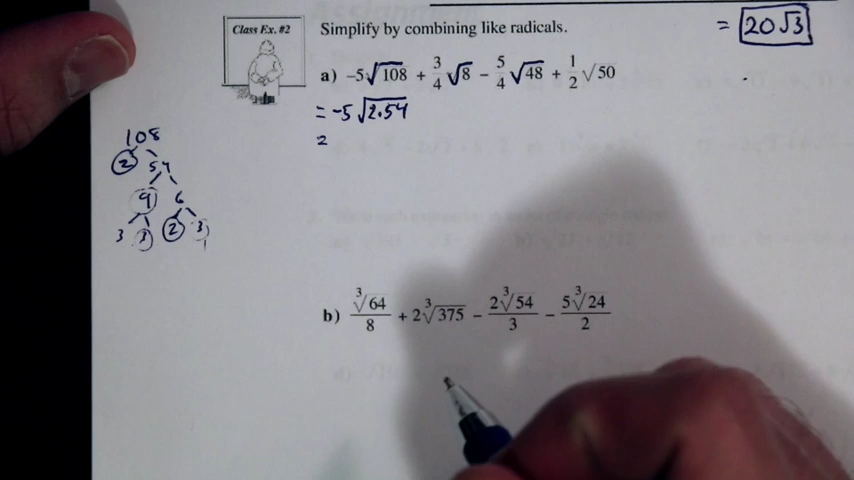 = 20√3
Class Ex. #2
Simplify by combining like radicals.
a) -5√108 + 3/4 √8 - 5/4 √48 + 1/2 √50
= -5√2·54
=
108
2 54
9 6
3 3 2 3
b) ∛64/8 + 2∛375 - 2∛54/3 - 5∛24/2